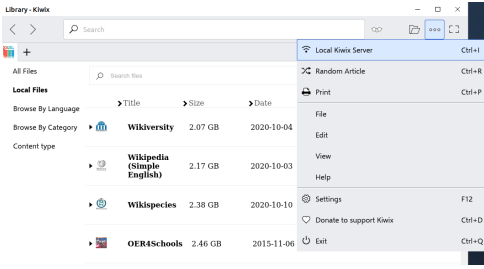 Library - Kiwix
Search
Local Kiwix Server Ctrl+I
Random Article Ctrl+R
Print Ctrl+P
File
Edit
View
Help
Settings F12
Donate to support Kiwix Ctrl+D
Exit Ctrl+Q
All Files
Local Files
Browse By Language
Browse By Category
Content type
Search files
Title Size Date
Wikiversity 2.07 GB 2020-10-04
Wikipedia
(Simple
English) 2.17 GB 2020-10-03
Wikispecies 2.38 GB 2020-10-10
OER4Schools 2.46 GB 2015-11-06